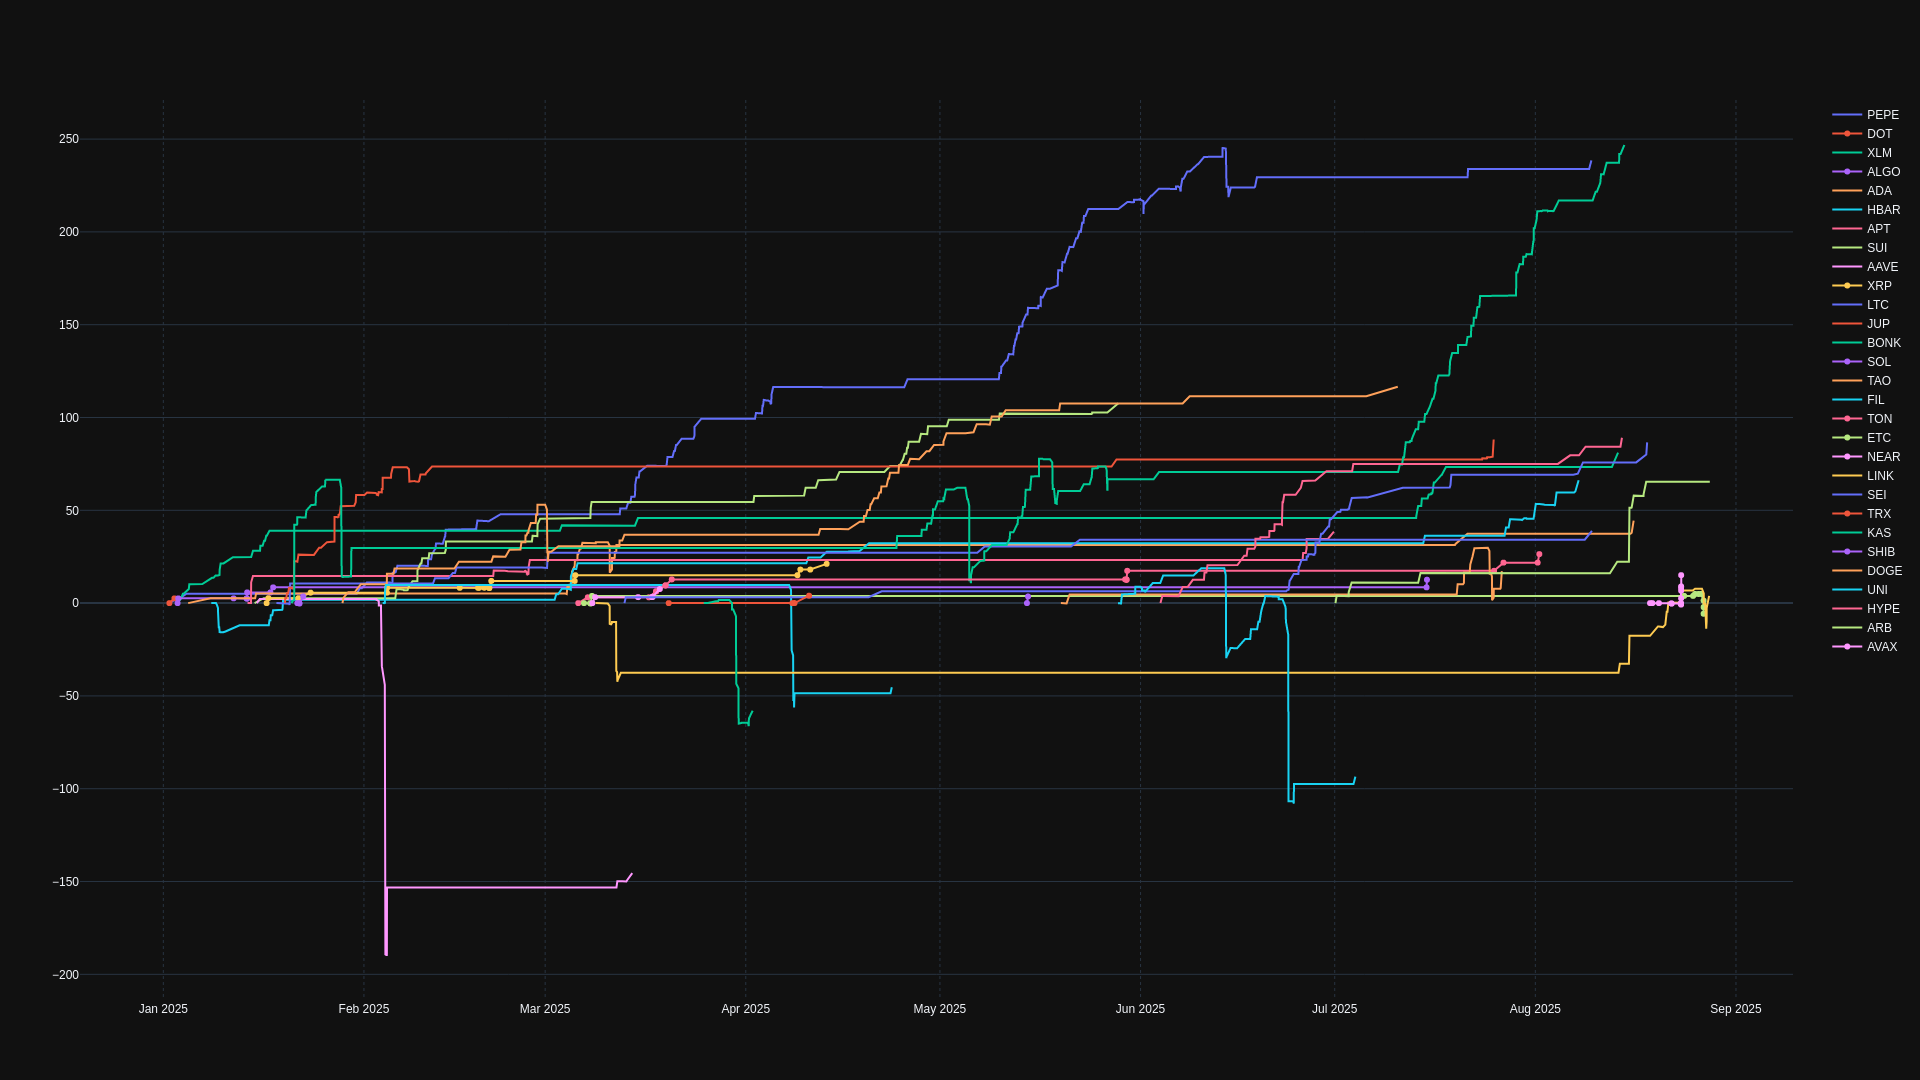 250
200
150
100
50
0
−50
−100
−150
−200
Jan 2025
Feb 2025
Mar 2025
Apr 2025
May 2025
Jun 2025
Jul 2025
Aug 2025
Sep 2025
PEPE
DOT
XLM
ALGO
ADA
HBAR
APT
SUI
AAVE
XRP
LTC
JUP
BONK
SOL
TAO
FIL
TON
ETC
NEAR
LINK
SEI
TRX
KAS
SHIB
DOGE
UNI
HYPE
ARB
AVAX